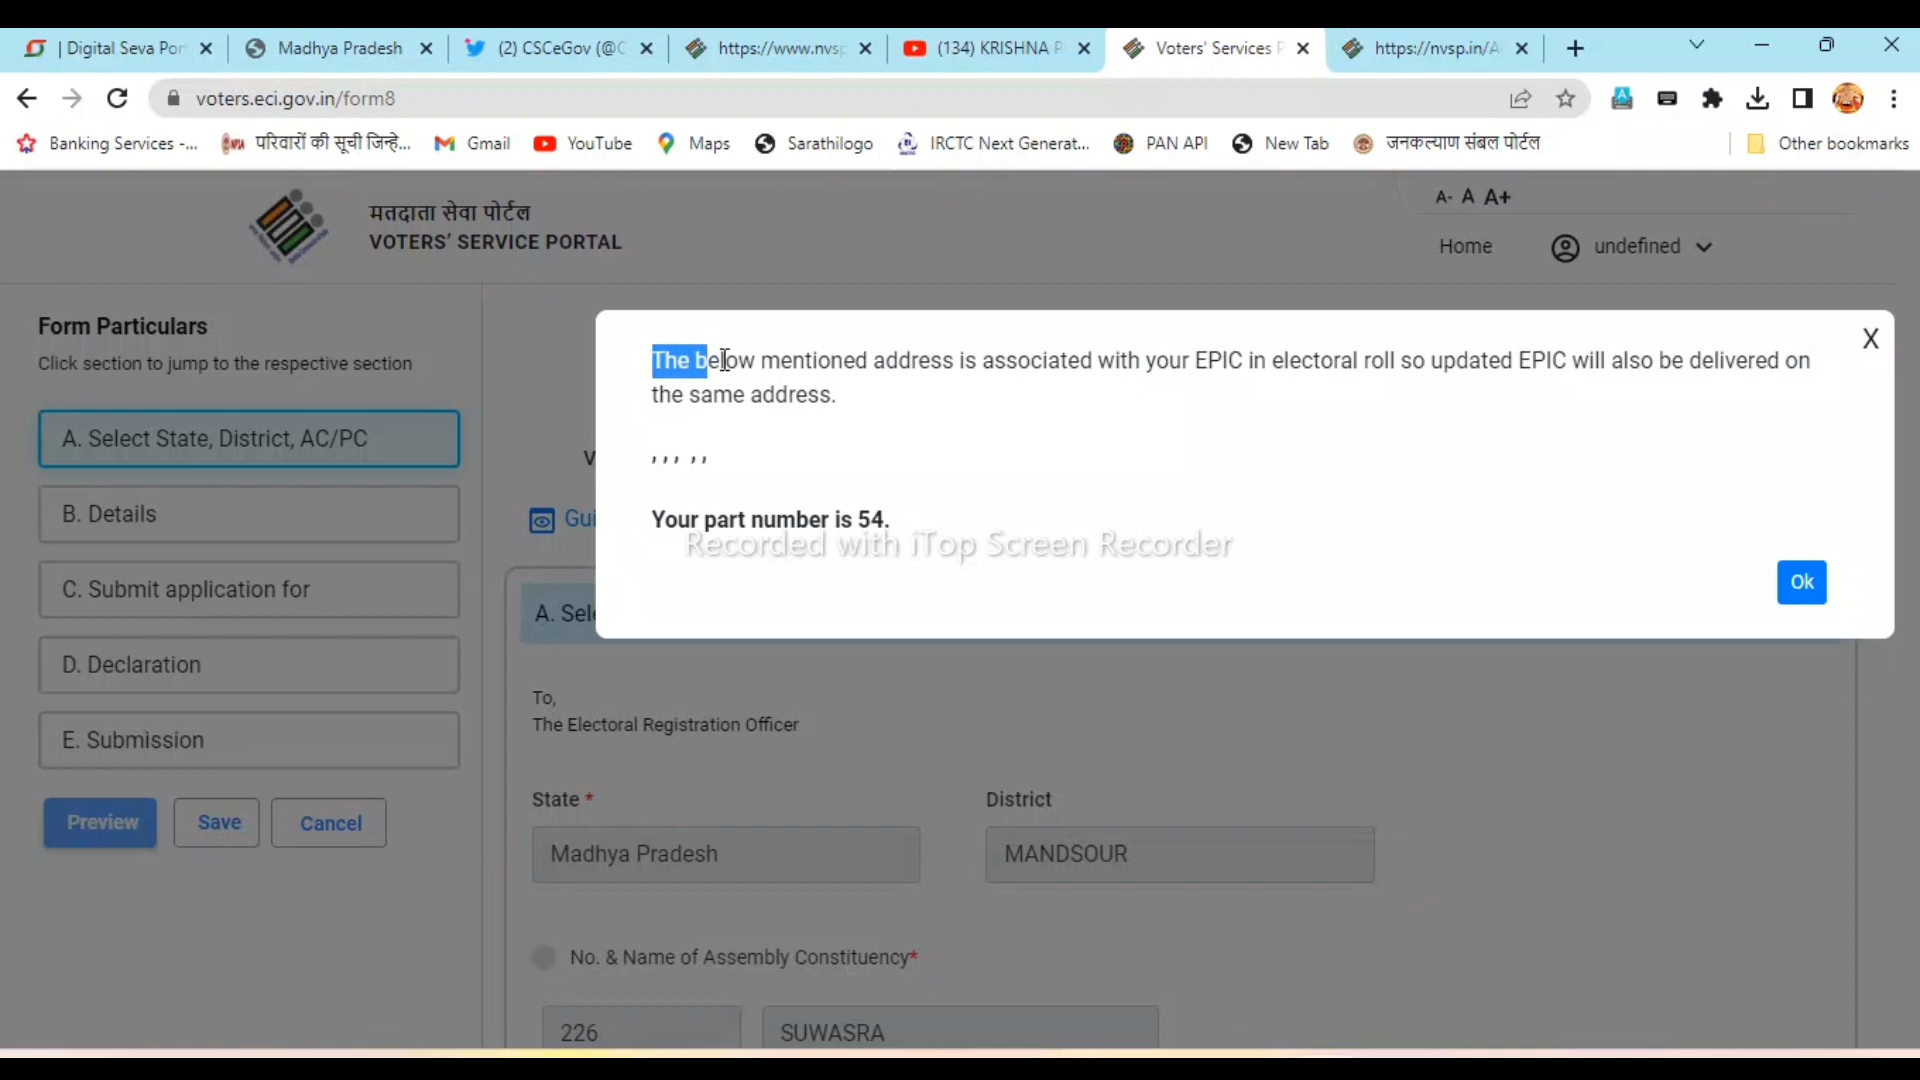 | Digital Seva Por
Madhya Pradesh
(2) CSCeGov (@C
https://www.nvsp
(134) KRISHNA P
Voters' Services P
https://nvsp.in/A
voters.eci.gov.in/form8
Banking Services -...
परिवारों की सूची जिन्हे...
Gmail
YouTube
Maps
Sarathilogo
IRCTC Next Generat...
PAN API
New Tab
जनकल्याण संबल पोर्टल
Other bookmarks
मतदाता सेवा पोर्टल
VOTERS' SERVICE PORTAL
A- A A+
Home
undefined
Form Particulars
Click section to jump to the respective section
A. Select State, District, AC/PC
B. Details
C. Submit application for
D. Declaration
E. Submission
Preview
Save
Cancel
X
The below mentioned address is associated with your EPIC in electoral roll so updated EPIC will also be delivered on
the same address.
, , , , ,
Your part number is 54.
Recorded with iTop Screen Recorder
Ok
V
Gui
A. Sele
To,
The Electoral Registration Officer
State *
District
Madhya Pradesh
MANDSOUR
No. & Name of Assembly Constituency*
226
SUWASRA